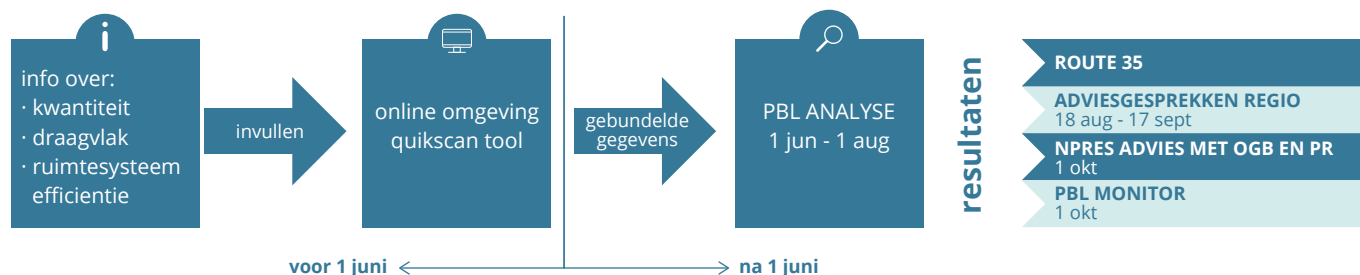 info over:
· kwantiteit
· draagvlak
· ruimtesysteem
efficientie
invullen
online omgeving
quikscan tool
gebundelde
gegevens
PBL ANALYSE
1 jun - 1 aug
resultaten
ROUTE 35
ADVIESGESPREKKEN REGIO
18 aug - 17 sept
NPRES ADVIES MET OGB EN PR
1 okt
PBL MONITOR
1 okt
voor 1 juni
na 1 juni